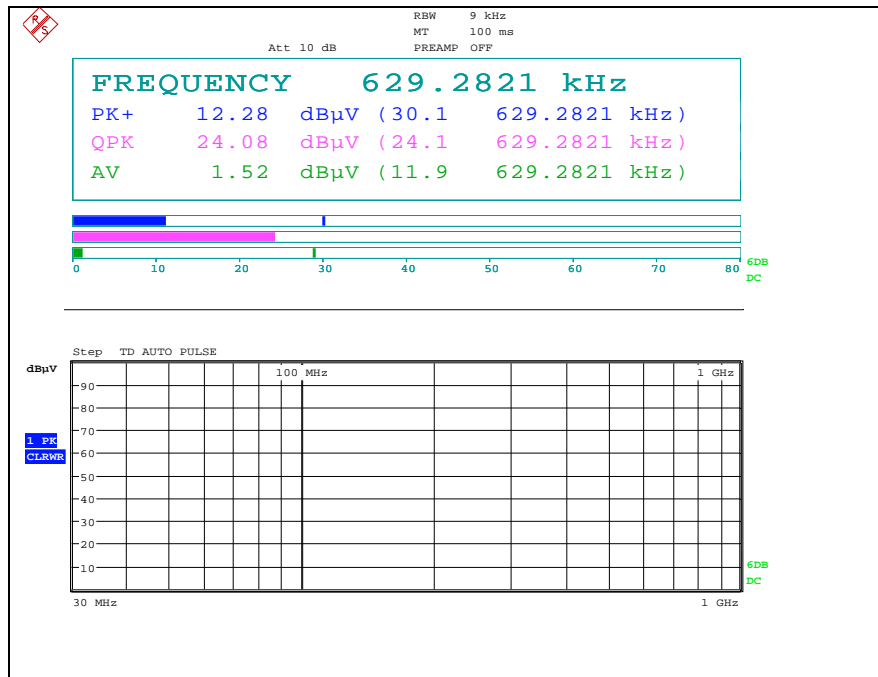 R S
RBW 9 kHz
MT 100 ms
Att 10 dB PREAMP OFF
FREQUENCY 629.2821 kHz
PK+ 12.28 dBµV (30.1 629.2821 kHz)
QPK 24.08 dBµV (24.1 629.2821 kHz)
AV 1.52 dBµV (11.9 629.2821 kHz)
0 10 20 30 40 50 60 70 80
6DB
DC
Step TD AUTO PULSE
dBµV
100 MHz 1 GHz
90
80
70
1 PK
CLRWR
60
50
40
30
20
10
6DB
DC
30 MHz 1 GHz